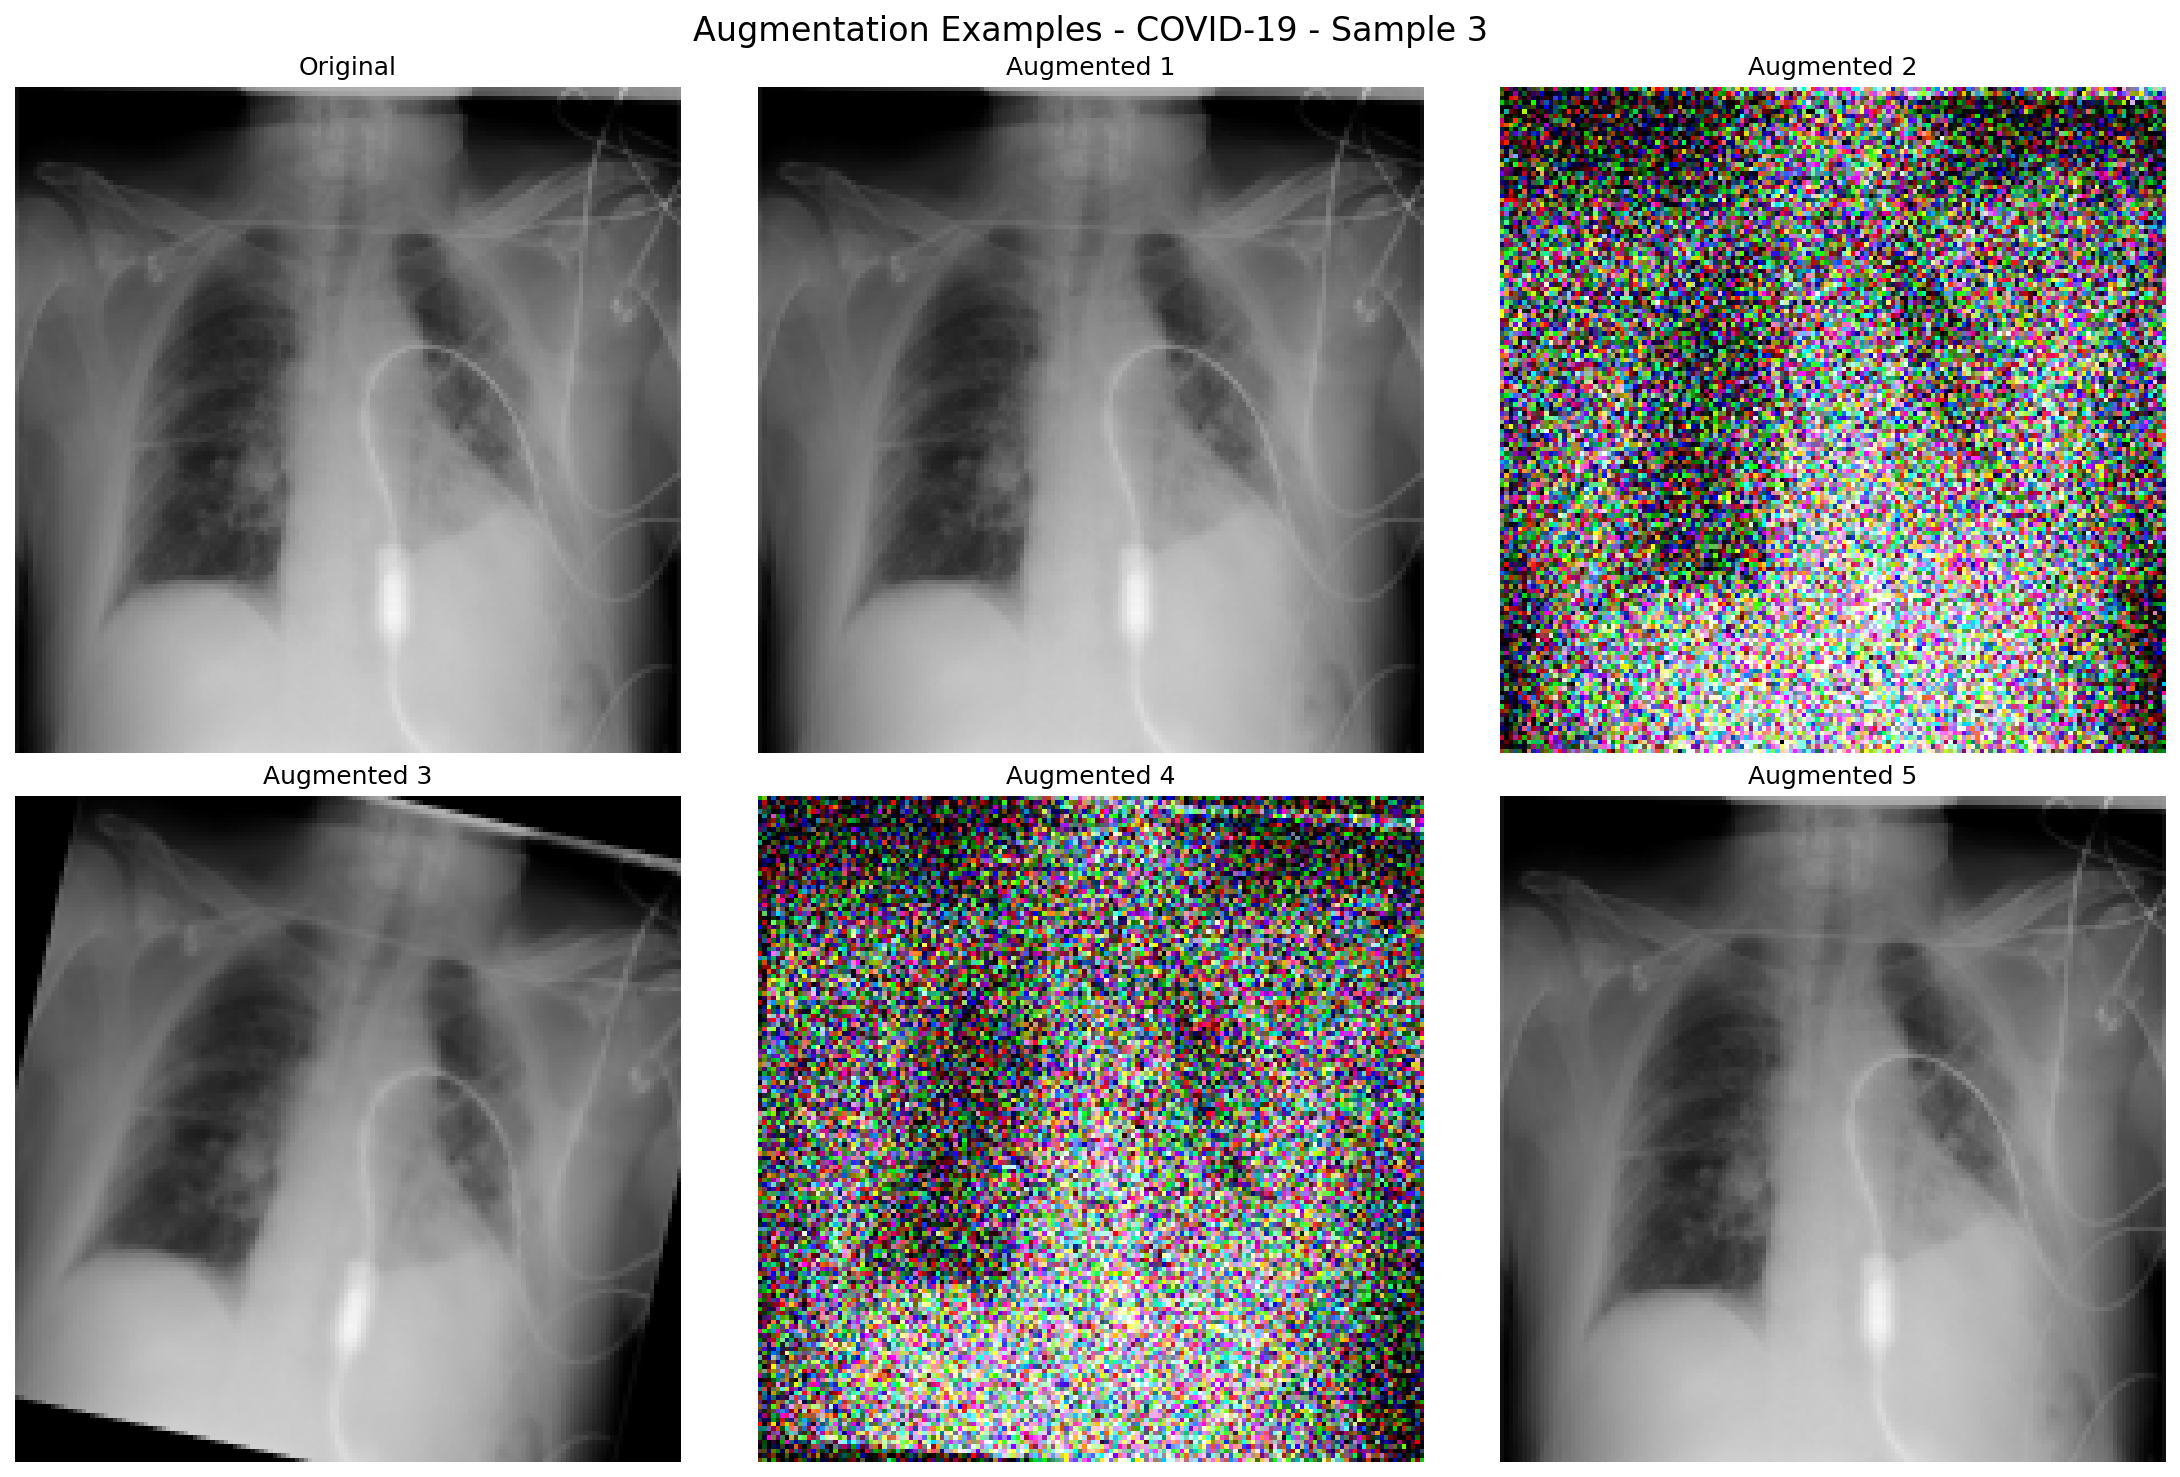 Augmentation Examples - COVID-19 - Sample 3
Original
Augmented 1
Augmented 2
Augmented 3
Augmented 4
Augmented 5